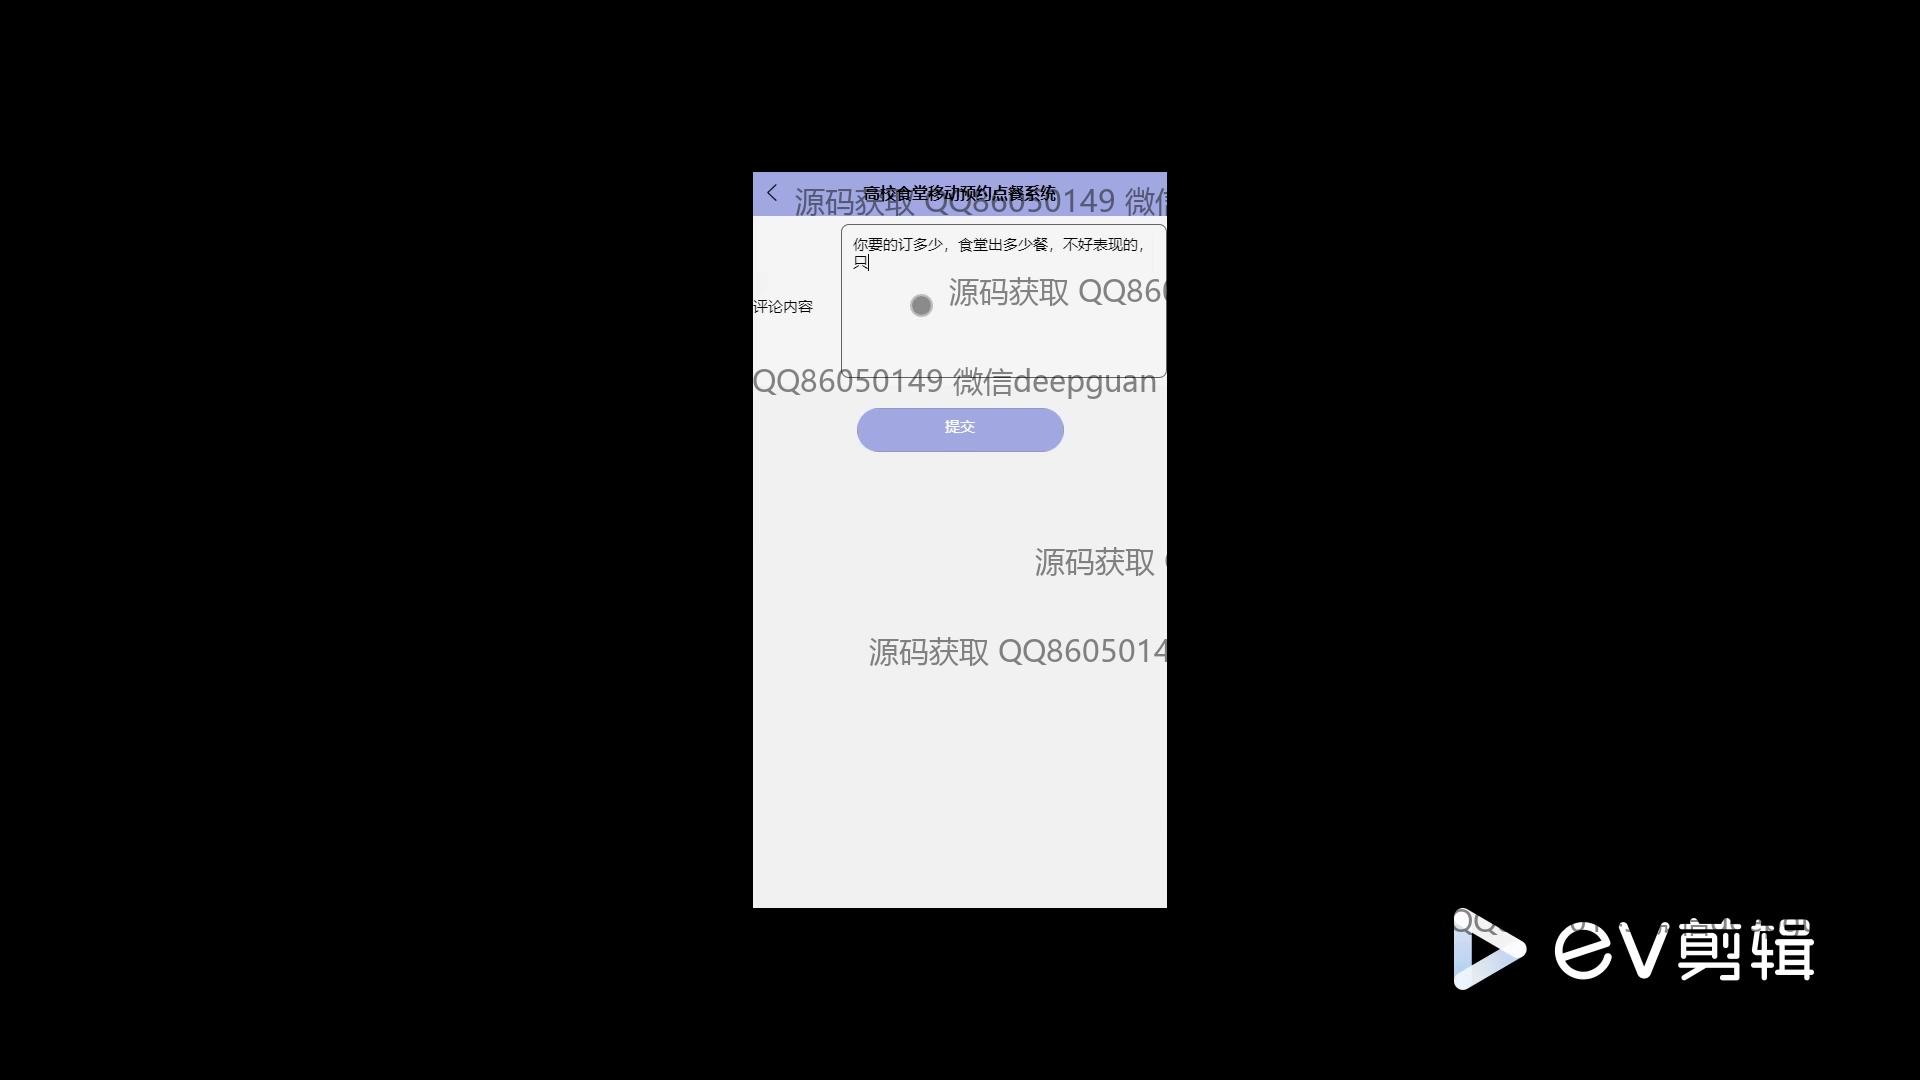 高校食堂移动预约点餐系统
源码获取 QQ86050149 微信
你要的订多少，食堂出多少餐，不好表现的，
只
源码获取 QQ860
评论内容
QQ86050149 微信deepguan
提交
源码获取
源码获取 QQ8605014
ev剪辑